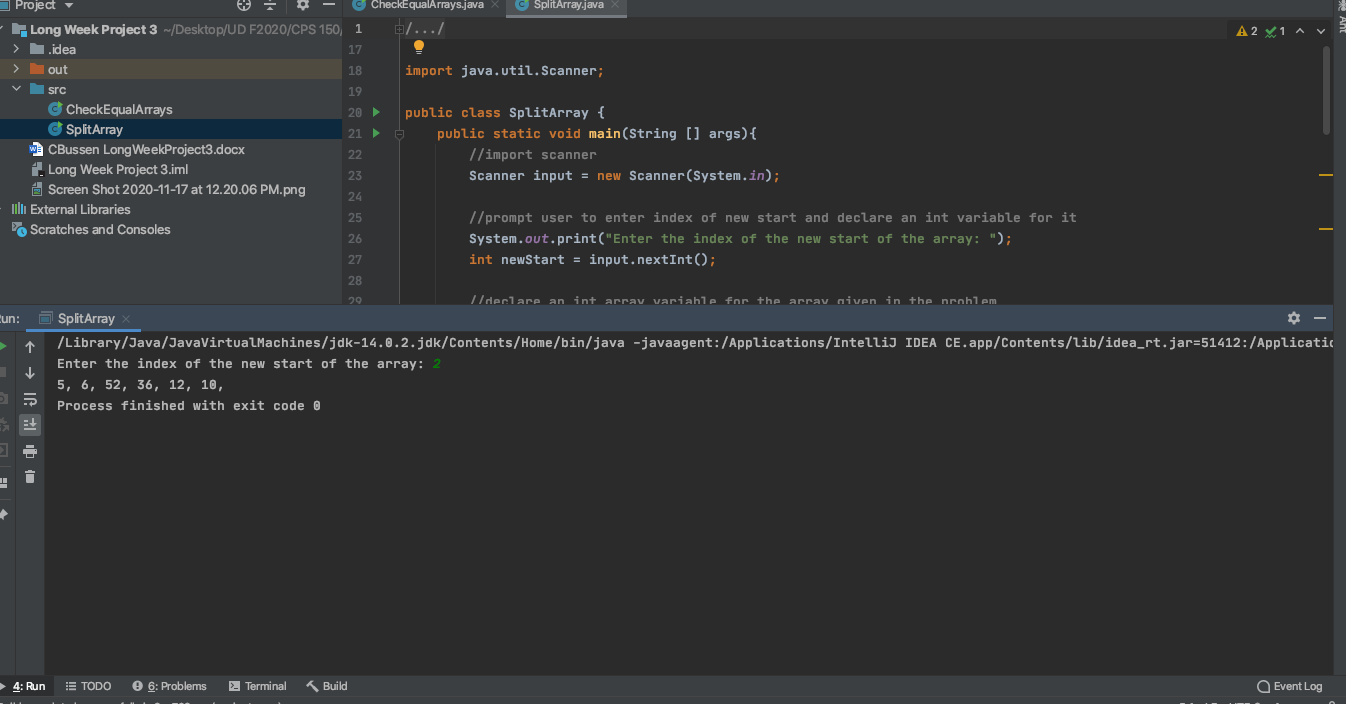 Project
CheckEqualArrays.java
SplitArray.java
Long Week Project 3 ~/Desktop/UD F2020/CPS 150/
.idea
out
src
CheckEqualArrays
SplitArray
CBussen LongWeekProject3.docx
Long Week Project 3.iml
Screen Shot 2020-11-17 at 12.20.06 PM.png
External Libraries
Scratches and Consoles
2 1
Ant
1 /.../
17
18 import java.util.Scanner;
19
20 public class SplitArray {
21 public static void main(String [] args){
22 //import scanner
23 Scanner input = new Scanner(System.in);
24
25 //prompt user to enter index of new start and declare an int variable for it
26 System.out.print("Enter the index of the new start of the array: ");
27 int newStart = input.nextInt();
28
29 //declare an int array variable for the array given in the problem
un: SplitArray
/Library/Java/JavaVirtualMachines/jdk-14.0.2.jdk/Contents/Home/bin/java -javaagent:/Applications/IntelliJ IDEA CE.app/Contents/lib/idea_rt.jar=51412:/Applicatio
Enter the index of the new start of the array: 2
5, 6, 52, 36, 12, 10,
Process finished with exit code 0
4: Run TODO 6: Problems Terminal Build Event Log